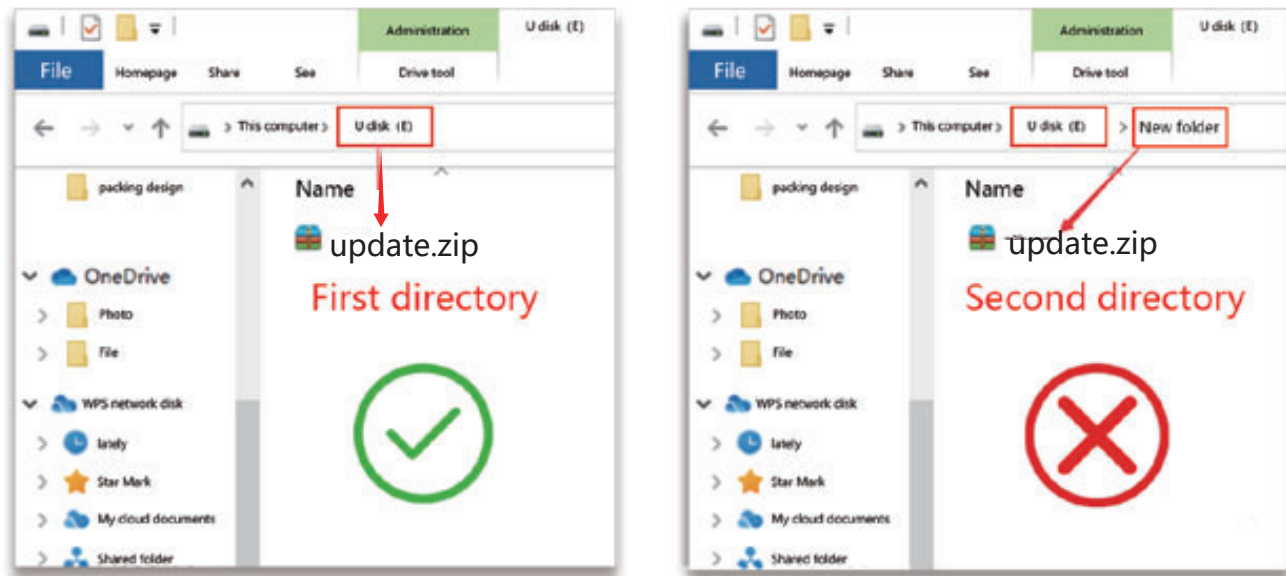 Administration U disk (E)
File Homepage Share See Drive tool
> This computer > U disk (E)
packing design
Name
update.zip
OneDrive
First directory
Photo
File
WPS network disk
lately
Star Mark
My cloud documents
Shared folder
Administration U disk (E)
File Homepage Share See Drive tool
> This computer > U disk (E) > New folder
packing design
Name
update.zip
OneDrive
Second directory
Photo
File
WPS network disk
lately
Star Mark
My cloud documents
Shared folder